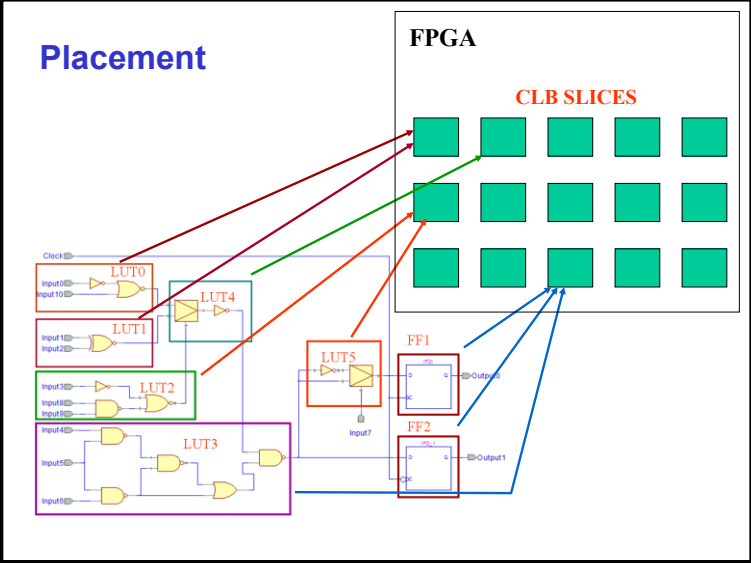 Placement
FPGA
CLB SLICES
Clock
LUT0
Input0
Input10
LUT4
LUT1
Input1
Input2
FF1
LUT5
D
Output0
LUT2
Input3
Input8
Input9
Input7
FF2
Input4
LUT3
Input5
D
Output1
Input6